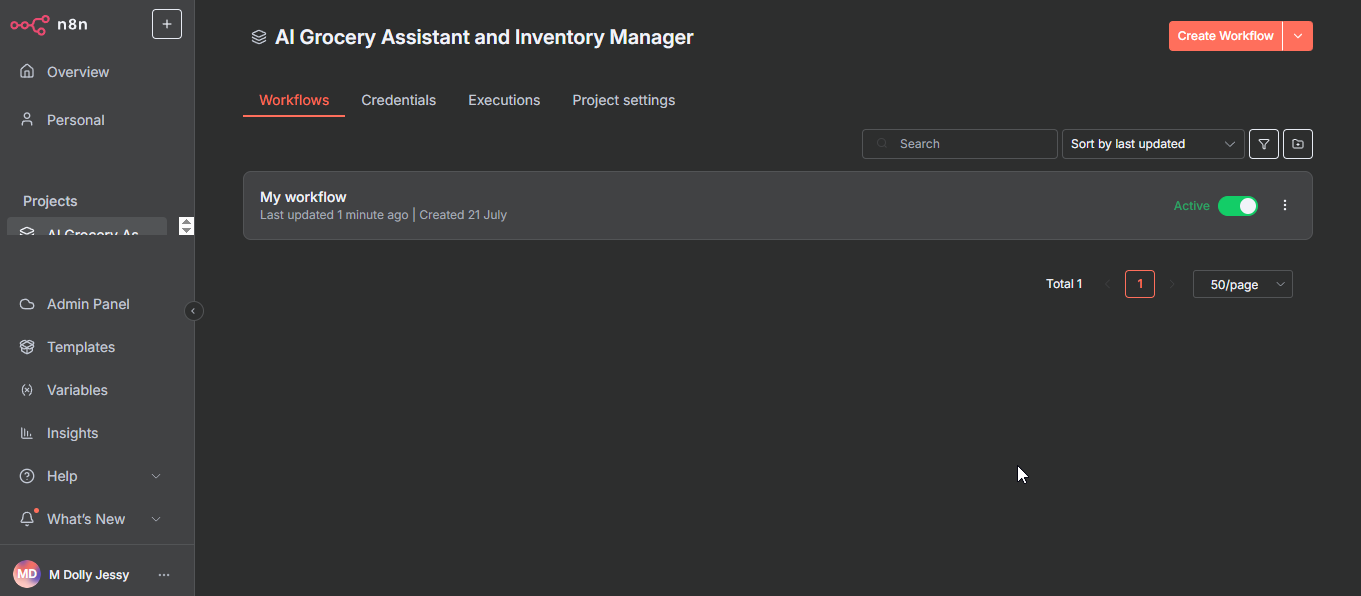 n8n
+
Overview
Personal
Projects
AI Grocery As
Admin Panel
Templates
Variables
Insights
Help
What's New
MD M Dolly Jessy ...
AI Grocery Assistant and Inventory Manager
Create Workflow
Workflows Credentials Executions Project settings
Search Sort by last updated
My workflow
Last updated 1 minute ago | Created 21 July
Active
Total 1 1 50/page